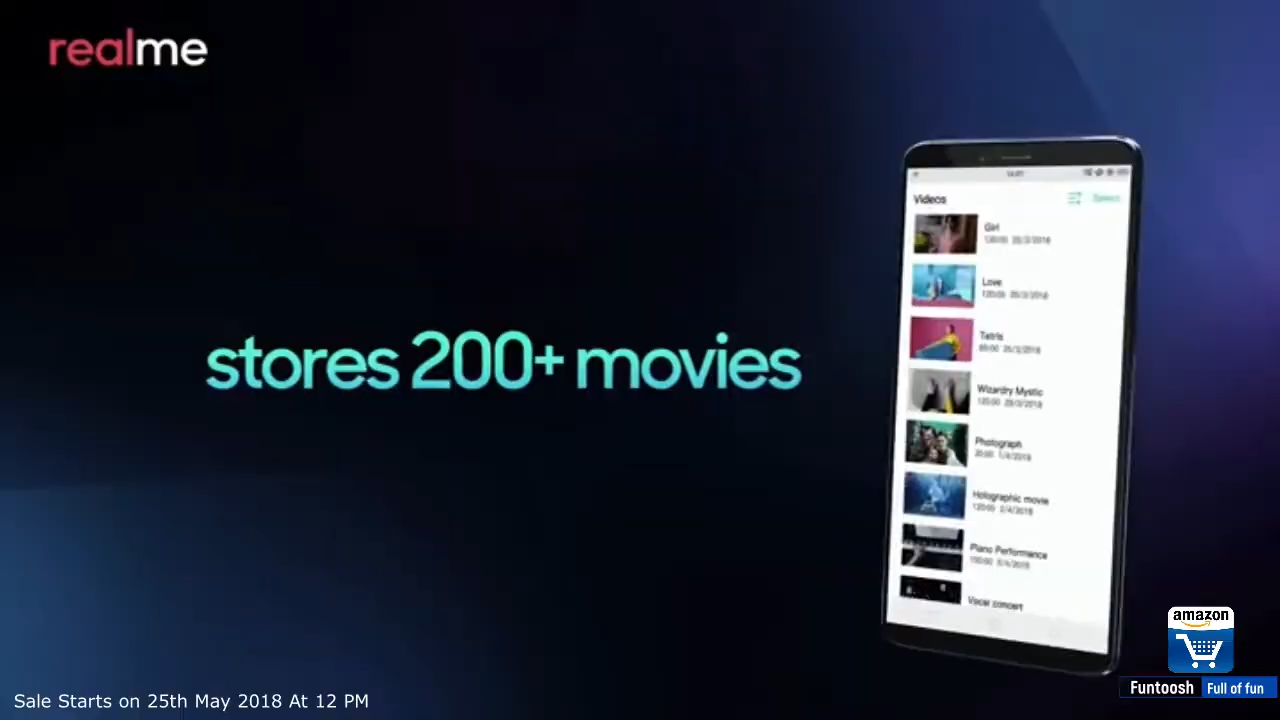 realme
stores 200+ movies
Videos
Select
Girl
Love
Tetris
Wizardry Mystic
Photograph
Holographic movie
Piano Performance
Vocal concert
amazon
Funtoosh Full of fun
Sale Starts on 25th May 2018 At 12 PM